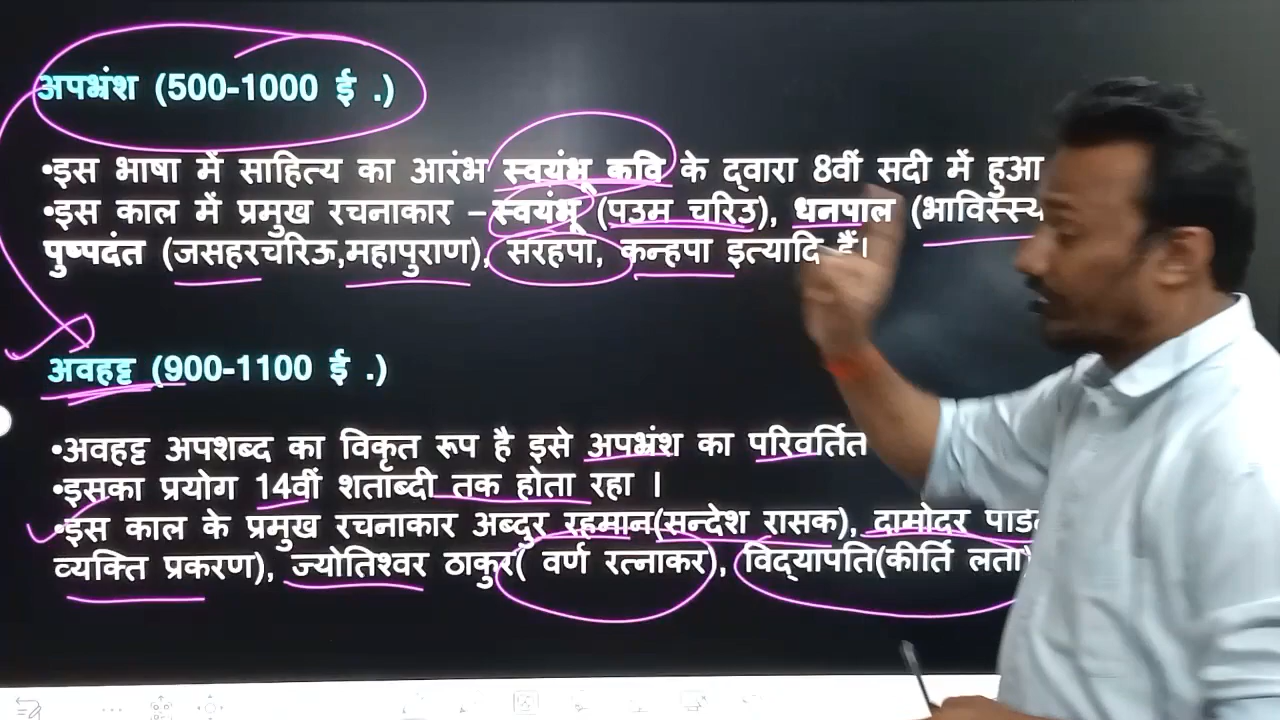 अपभ्रंश (500-1000 ई .)
•इस भाषा में साहित्य का आरंभ स्वयंभू कवि के द्वारा 8वीं सदी में हुआ
•इस काल में प्रमुख रचनाकार – स्वयंभू (पउम चरिउ), धनपाल
पुष्पदंत (जसहरचरिऊ,महापुराण), सरहपा, कन्हपा इत्यादि हैं।
अवहट्ट (900-1100 ई .)
•अवहट्ट अपशब्द का विकृत रूप है इसे अपभ्रंश का परिवर्तित
•इसका प्रयोग 14वीं शताब्दी तक होता रहा ।
•इस काल के प्रमुख रचनाकार अब्दुर रहमान(सन्देश रासक), दामोदर
व्यक्ति प्रकरण), ज्योतिश्वर ठाकुर( वर्ण रत्नाकर), विद्यापति(कीर्ति लता)